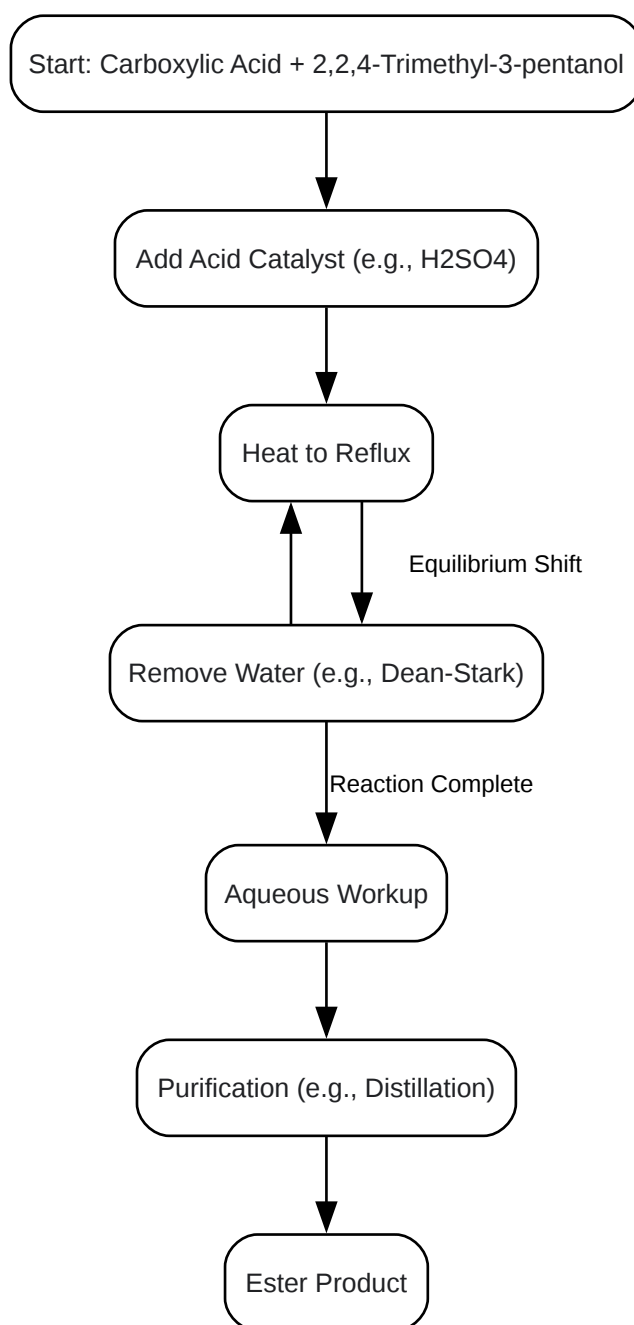 Start: Carboxylic Acid + 2,2,4-Trimethyl-3-pentanol
Add Acid Catalyst (e.g., H2SO4)
Heat to Reflux
Equilibrium Shift
Remove Water (e.g., Dean-Stark)
Reaction Complete
Aqueous Workup
Purification (e.g., Distillation)
Ester Product